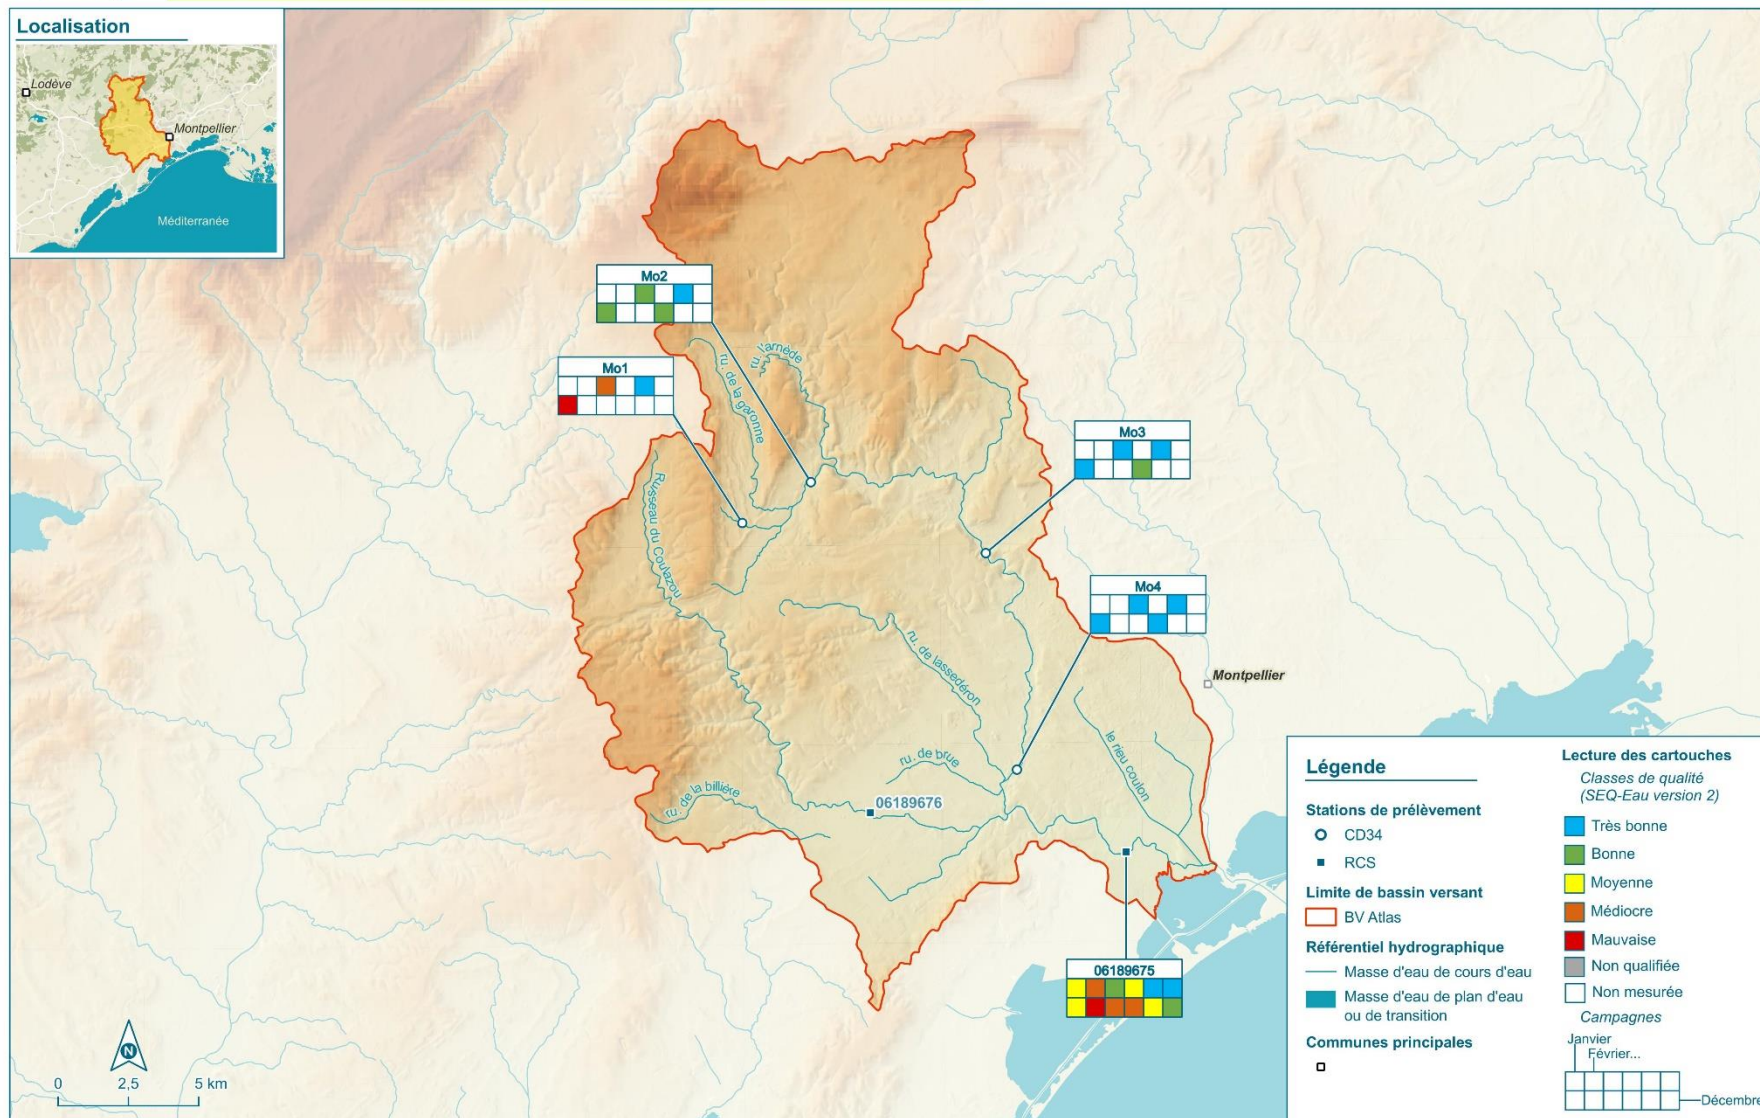 Localisation
Lodève
Montpellier
Méditerranée
Mo2
Mo1
ru. de la garonne
ru. l'arnède
Mo3
Ruisseau du Coulazou
Mo4
ru. de lassedéron
Montpellier
le rieu coulon
ru. de brue
ru. de la billière
06189676
06189675
N
0 2,5 5 km
Légende
Stations de prélèvement
CD34
RCS
Limite de bassin versant
BV Atlas
Référentiel hydrographique
Masse d'eau de cours d'eau
Masse d'eau de plan d'eau
ou de transition
Communes principales
Lecture des cartouches
Classes de qualité
(SEQ-Eau version 2)
Très bonne
Bonne
Moyenne
Médiocre
Mauvaise
Non qualifiée
Non mesurée
Campagnes
Janvier
Février...
Décembre